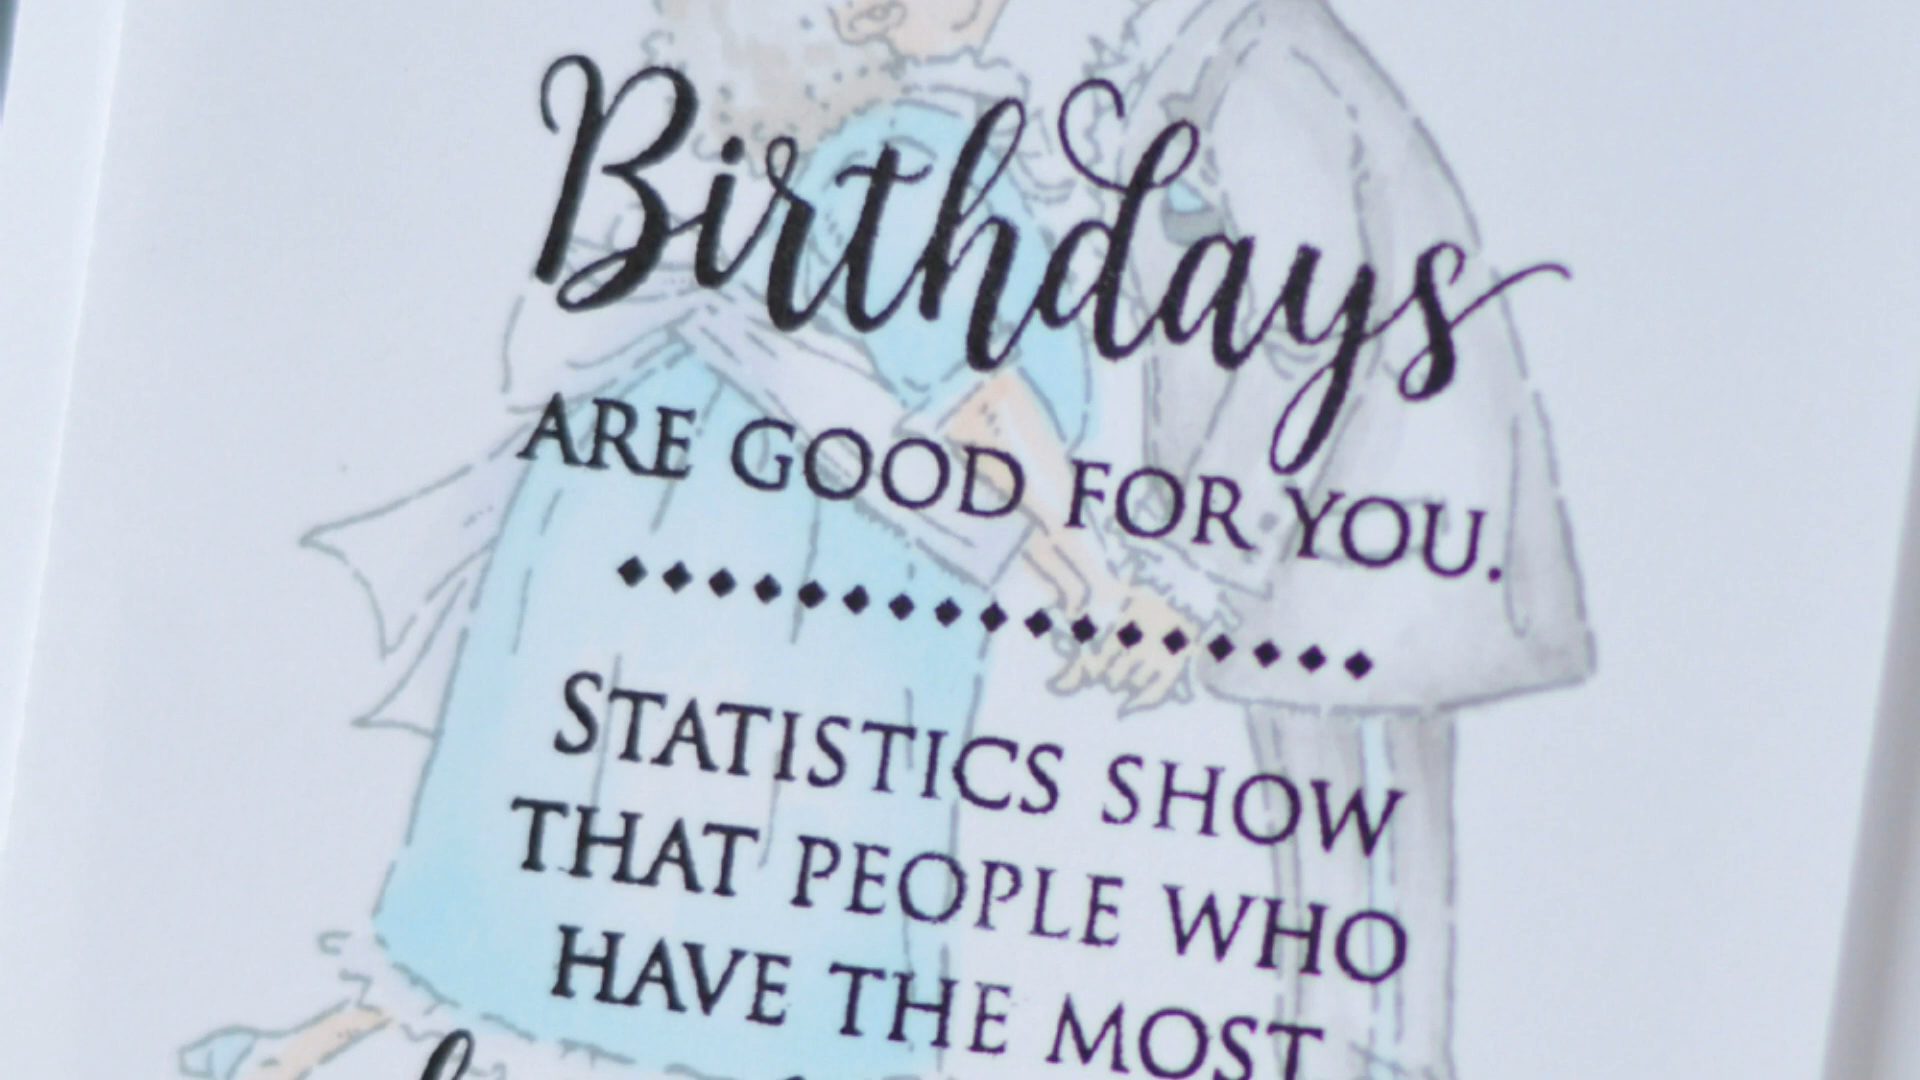 Birthdays
ARE GOOD FOR YOU.
STATISTICS SHOW
THAT PEOPLE WHO
HAVE THE MOST